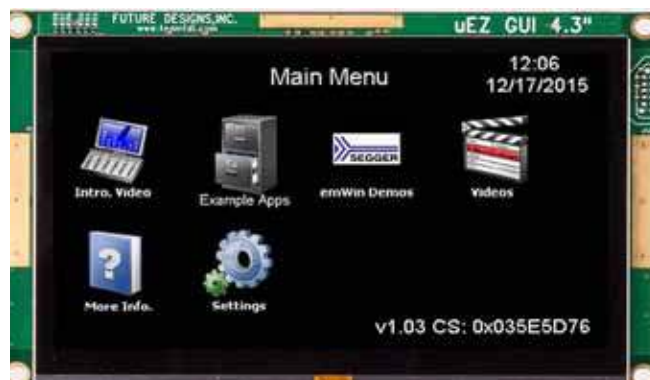 FUTURE DESIGNS, INC.
uEZ GUI 4.3"
Main Menu
12:06
12/17/2015
SEGGER
Intro. Video
Example Apps
emWin Demos
Videos
More Info.
Settings
v1.03 CS: 0x035E5D76